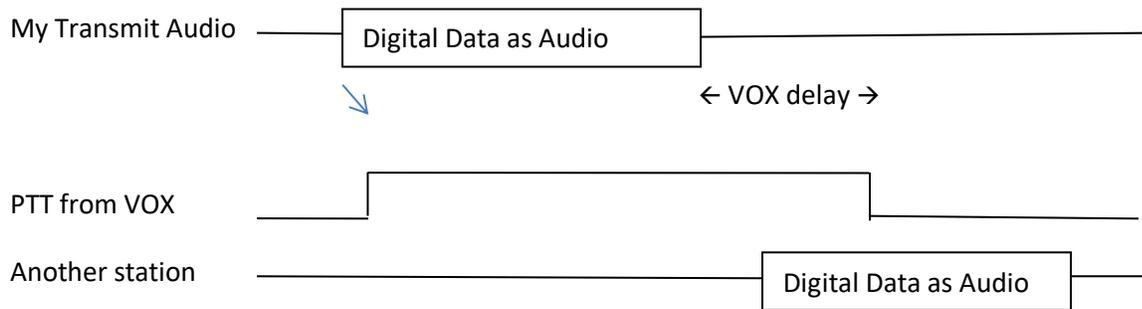 My Transmit Audio
Digital Data as Audio
← VOX delay →
PTT from VOX
Another station
Digital Data as Audio